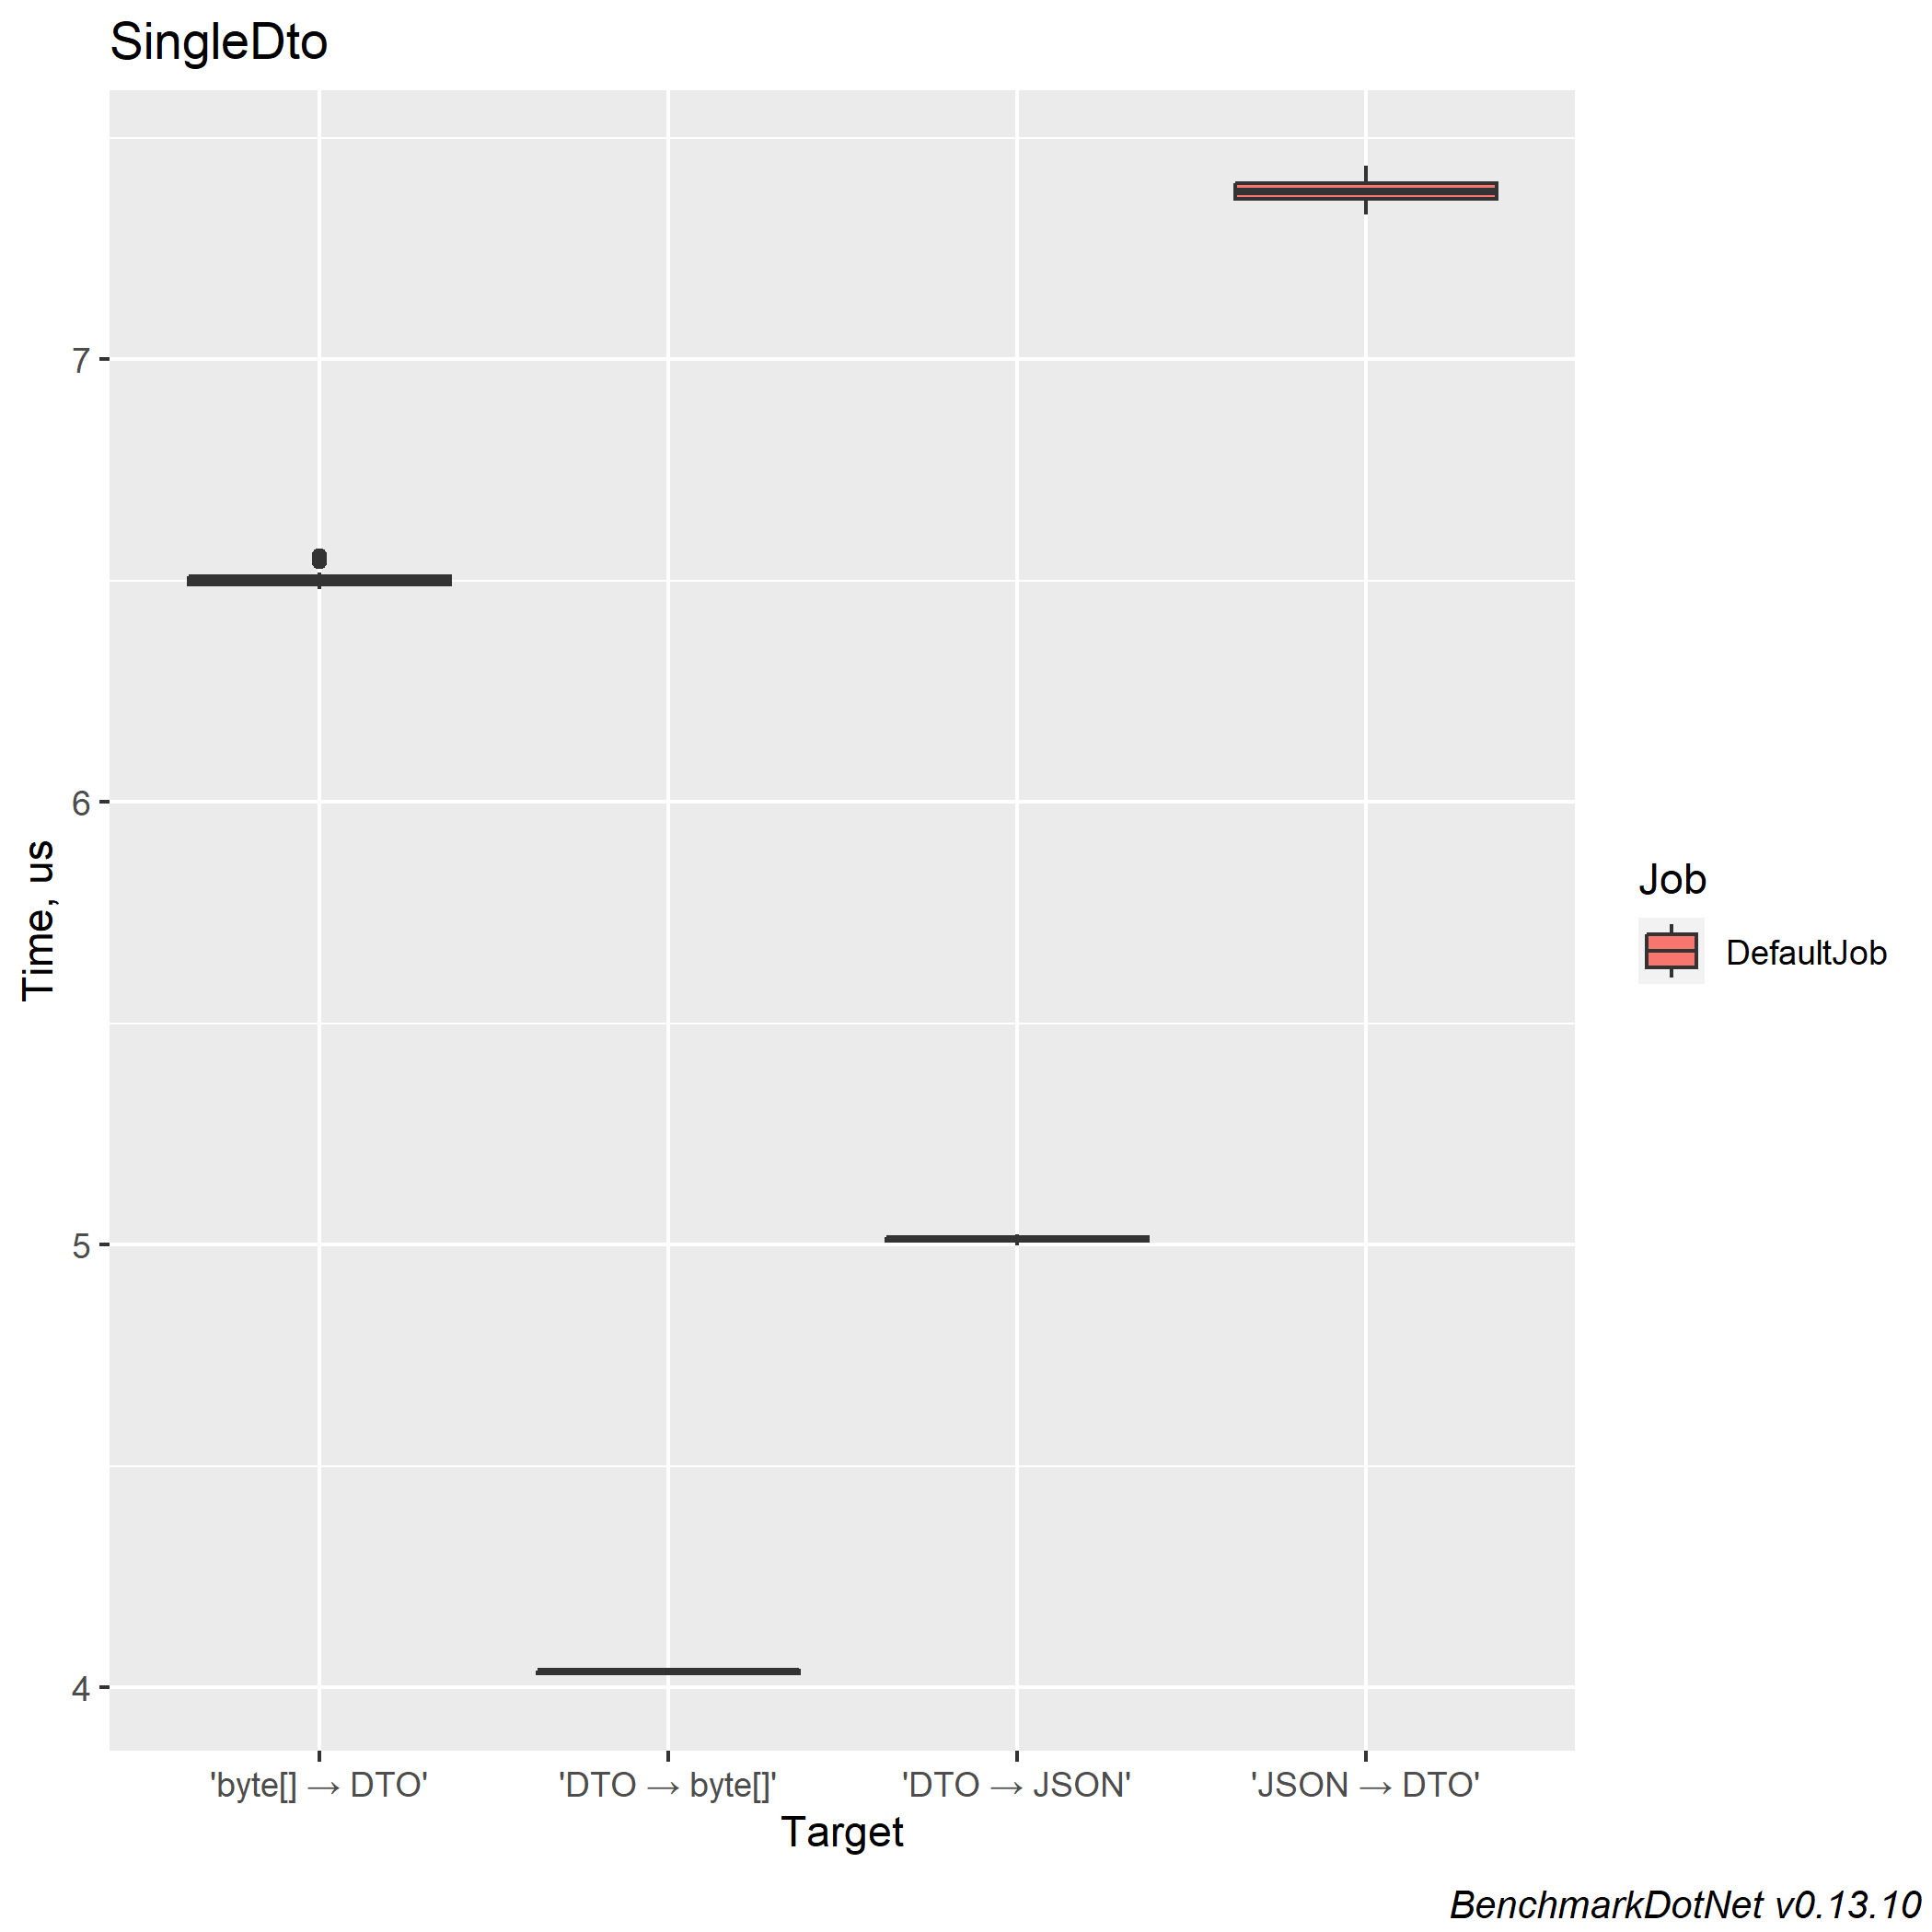 SingleDto
Time, us
7
6
5
4
'byte[] → DTO'
'DTO → byte[]'
'DTO → JSON'
'JSON → DTO'
Target
Job
DefaultJob
BenchmarkDotNet v0.13.10